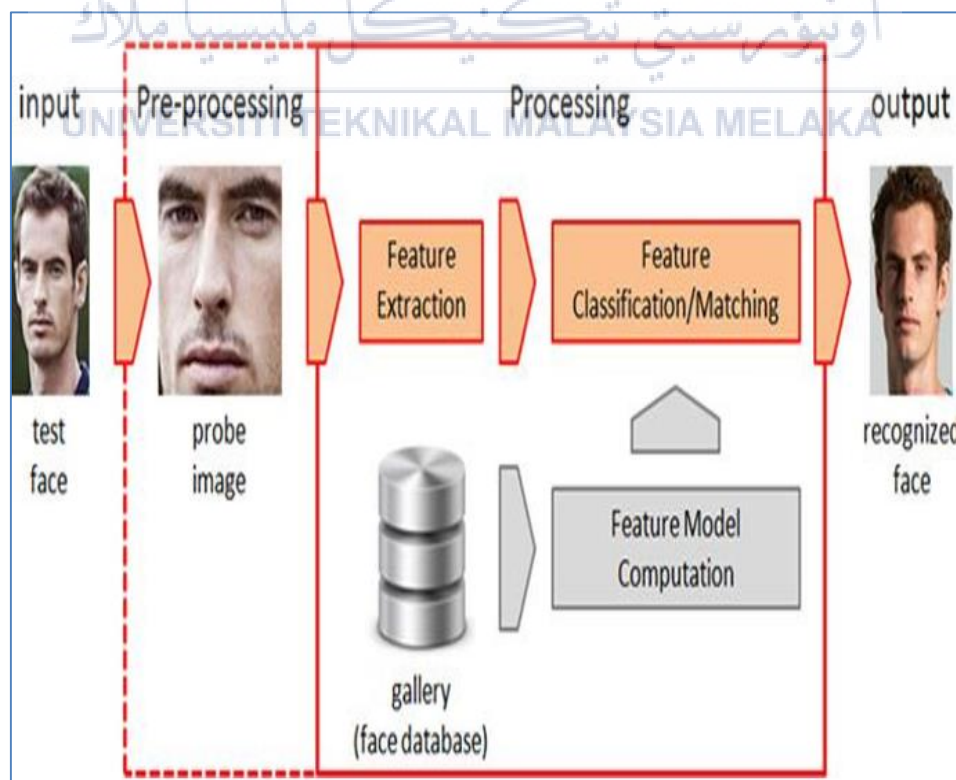 اونيۏرسيتي تيكنيكل مليسيا ملاك
UNIVERSITI TEKNIKAL MALAYSIA MELAKA
input
Pre-processing
Processing
output
test
face
probe
image
Feature
Extraction
Feature
Classification/Matching
recognized
face
gallery
(face database)
Feature Model
Computation